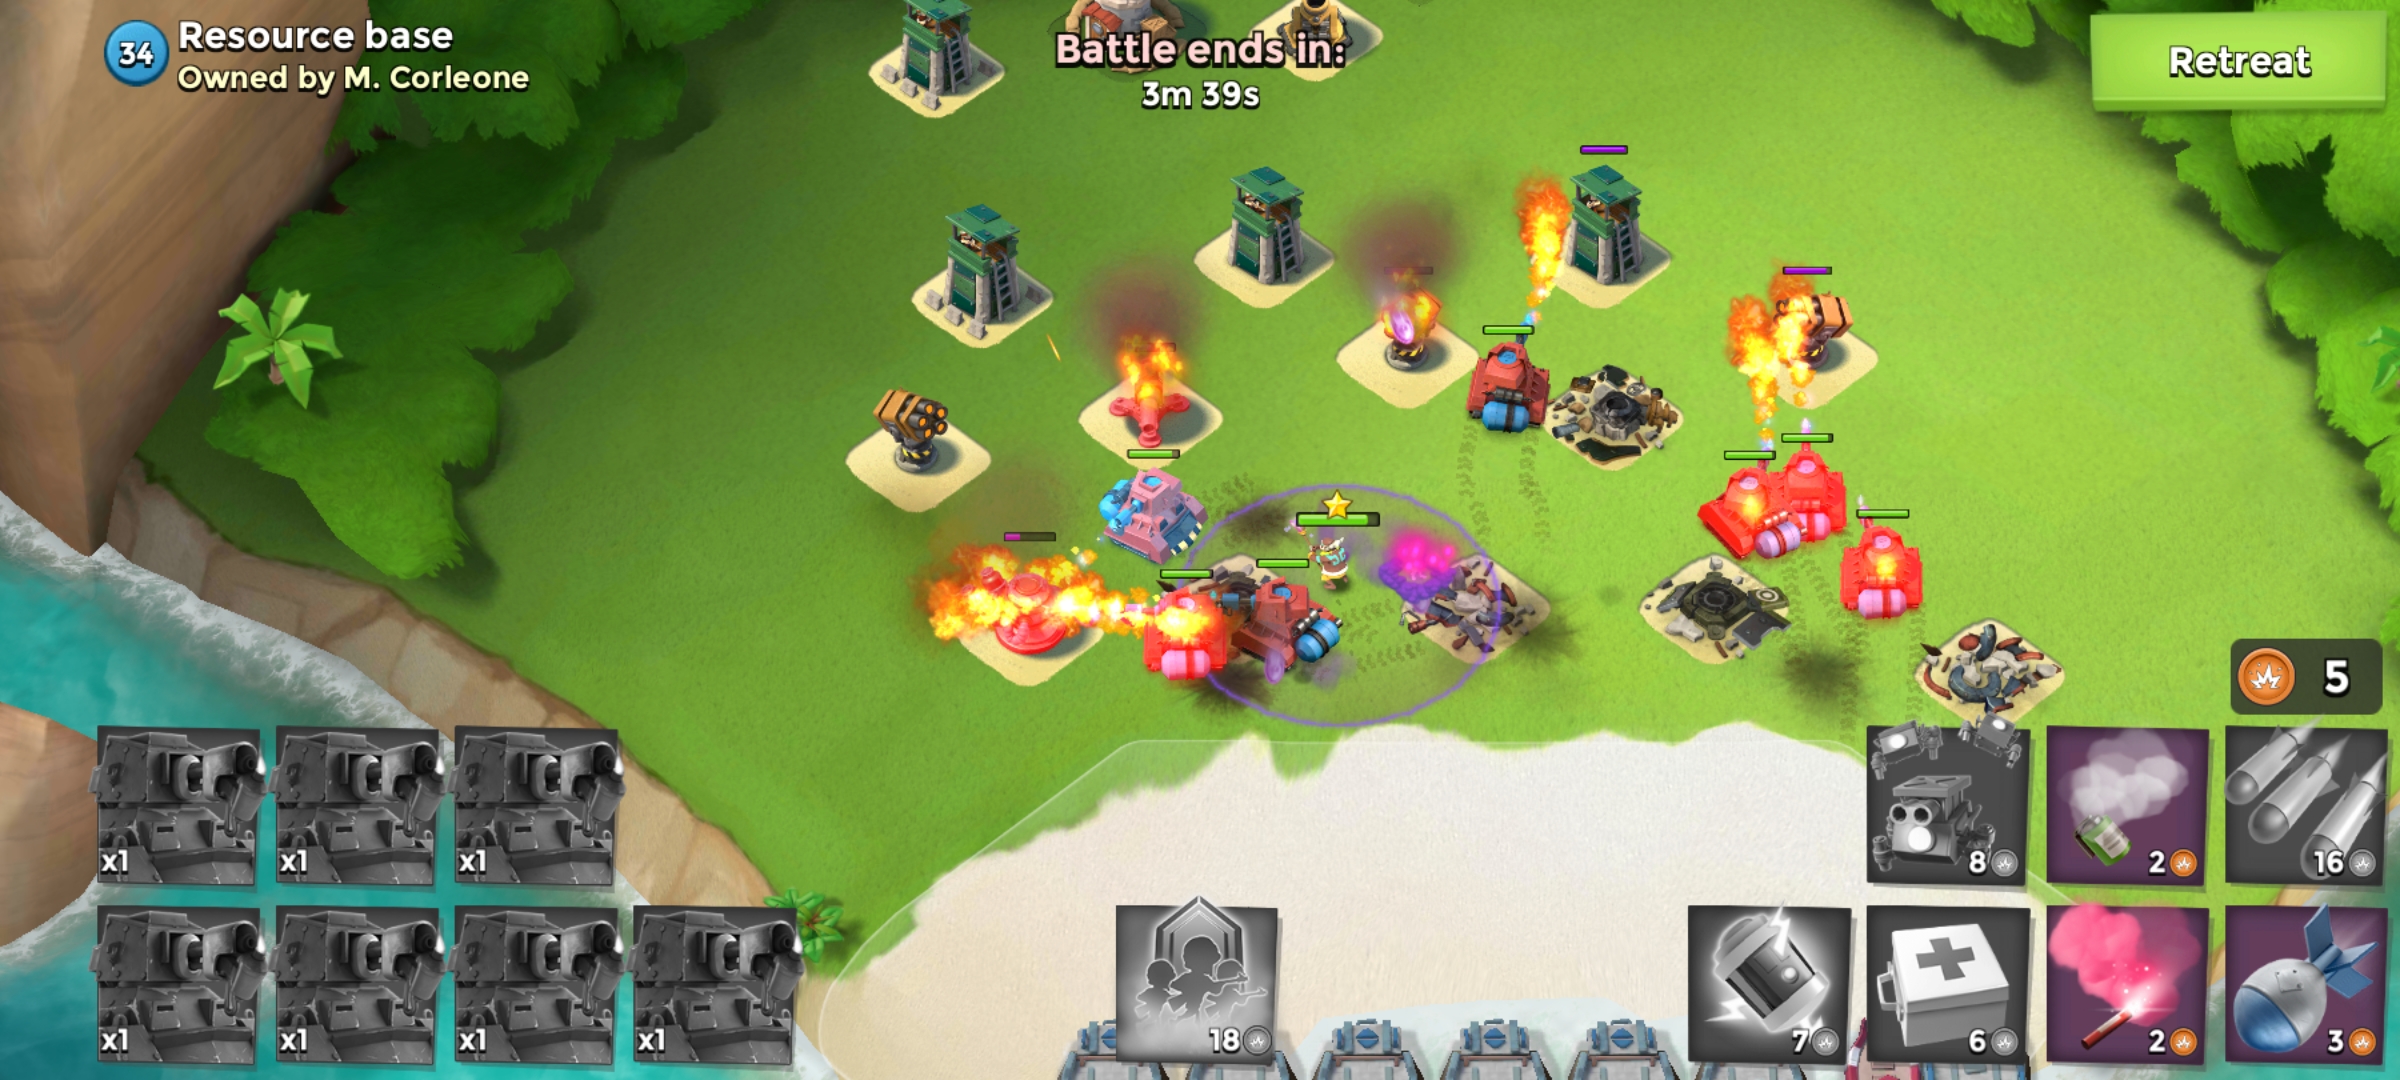 34
Resource base
Owned by M. Corleone
Battle ends in:
3m 39s
Retreat
5
x1
x1
x1
8
2
16
x1
x1
x1
x1
18
7
6
2
3